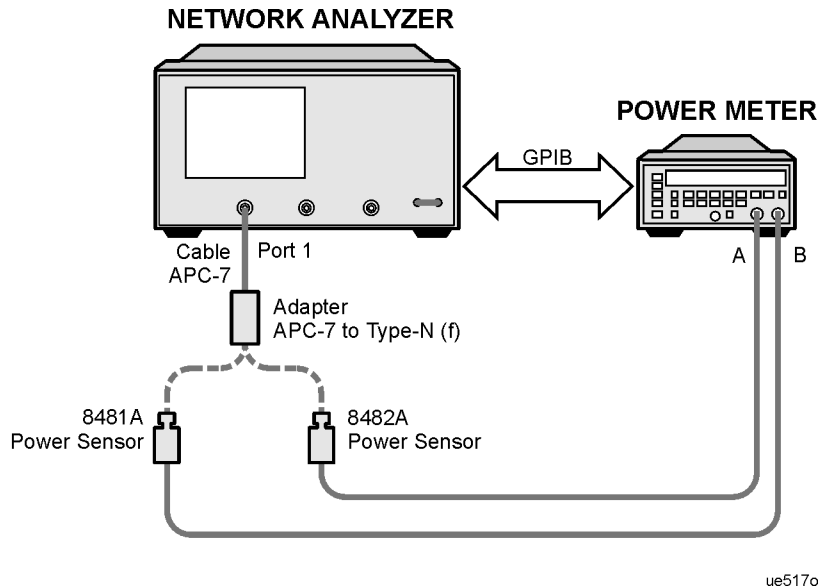 NETWORK ANALYZER
POWER METER
GPIB
Cable
APC-7
Port 1
A
B
Adapter
APC-7 to Type-N (f)
8481A
Power Sensor
8482A
Power Sensor
ue517o